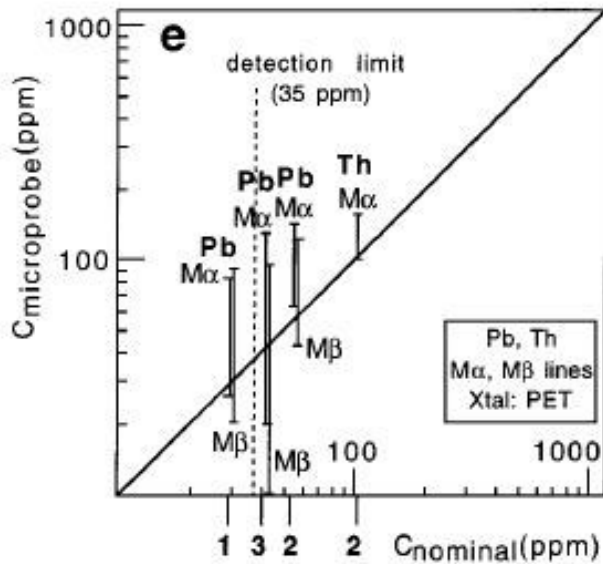 1000
e
detection limit
(35 ppm)
Cmicroprobe(ppm)
Pb Pb Th
Mα Mα Mα
Pb
100
Mα
Mβ
Pb, Th
Mα, Mβ lines
Xtal: PET
Mβ
Mβ
100 1000
1 3 2 2 Cnominal(ppm)